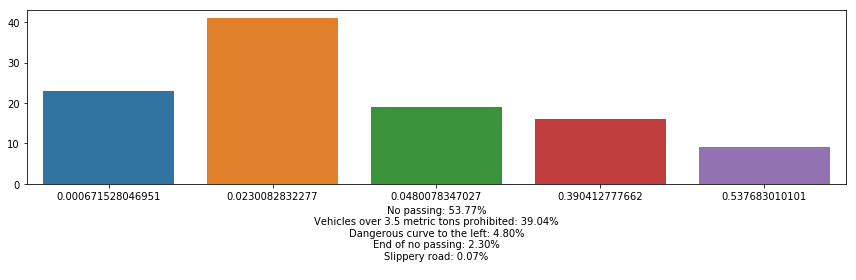 40
30
20
10
0
0.000671528046951 0.0230082832277 0.0480078347027 0.390412777662 0.537683010101
No passing: 53.77%
Vehicles over 3.5 metric tons prohibited: 39.04%
Dangerous curve to the left: 4.80%
End of no passing: 2.30%
Slippery road: 0.07%